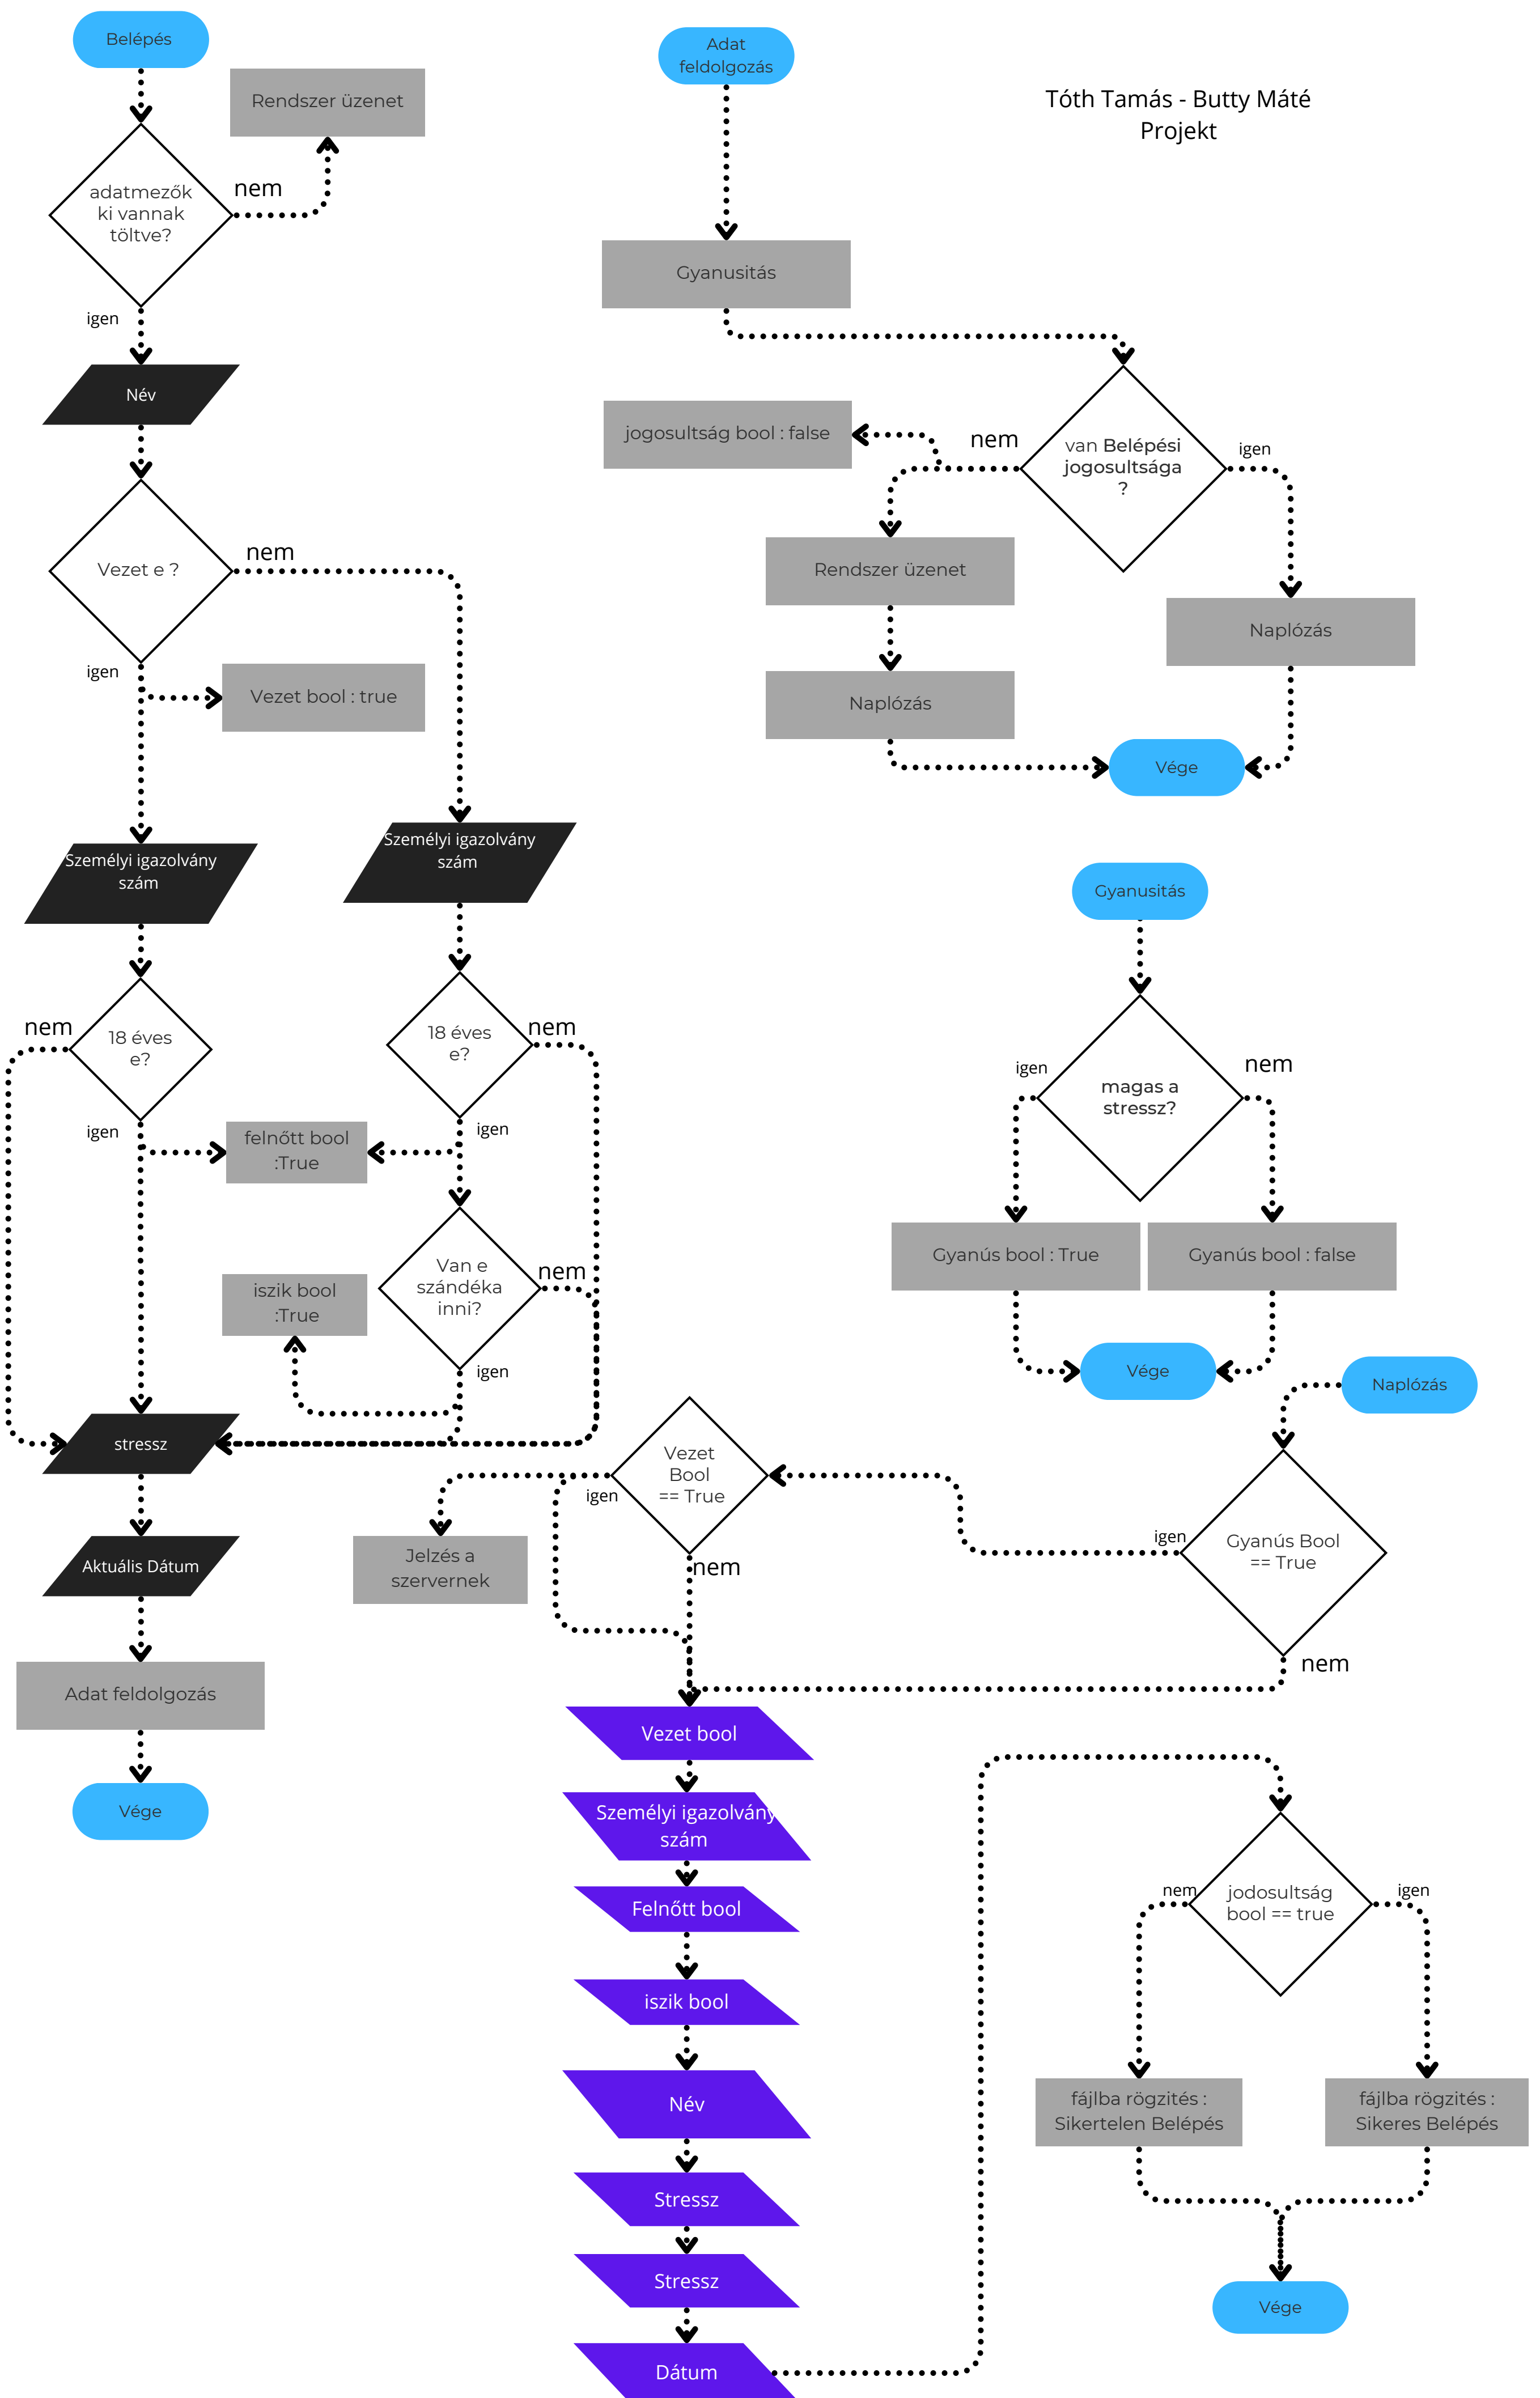 Belépés
Rendszer üzenet
adatmezők
ki vannak
töltve?
nem
igen
Név
Vezet e ?
nem
igen
Vezet bool : true
Személyi igazolvány
szám
Személyi igazolvány
szám
nem
18 éves
e?
igen
18 éves
e?
nem
igen
felnőtt bool
:True
Van e
szándéka
inni?
nem
igen
iszik bool
:True
stressz
Aktuális Dátum
Adat feldolgozás
Vége
Adat
feldolgozás
Tóth Tamás - Butty Máté
Projekt
Gyanusitás
jogosultság bool : false
nem
van Belépési
jogosultsága
?
igen
Rendszer üzenet
Naplózás
Naplózás
Vége
Gyanusitás
igen
magas a
stressz?
nem
Gyanús bool : True
Gyanús bool : false
Vége
Naplózás
igen
Gyanús Bool
== True
nem
Vezet
Bool
== True
igen
nem
Jelzés a
szervernek
Vezet bool
Személyi igazolvány
szám
Felnőtt bool
iszik bool
Név
Stressz
Stressz
Dátum
nem
jodosultság
bool == true
igen
fájlba rögzités :
Sikertelen Belépés
fájlba rögzités :
Sikeres Belépés
Vége